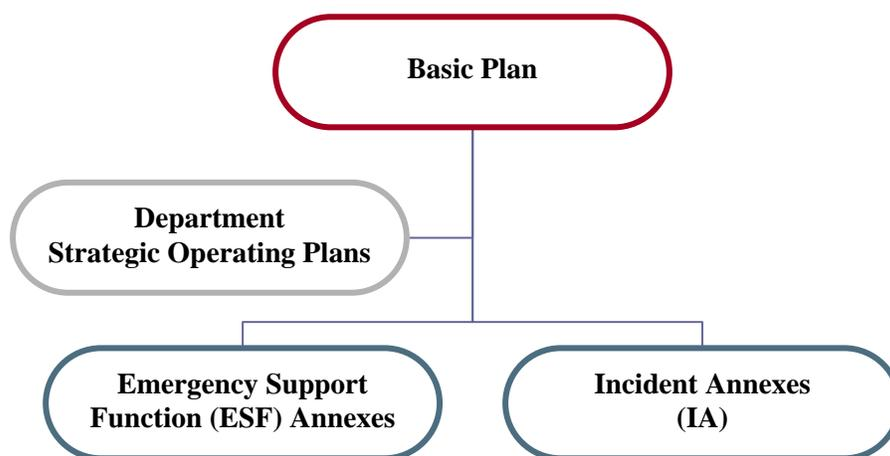 Basic Plan
Department
Strategic Operating Plans
Emergency Support
Function (ESF) Annexes
Incident Annexes
(IA)